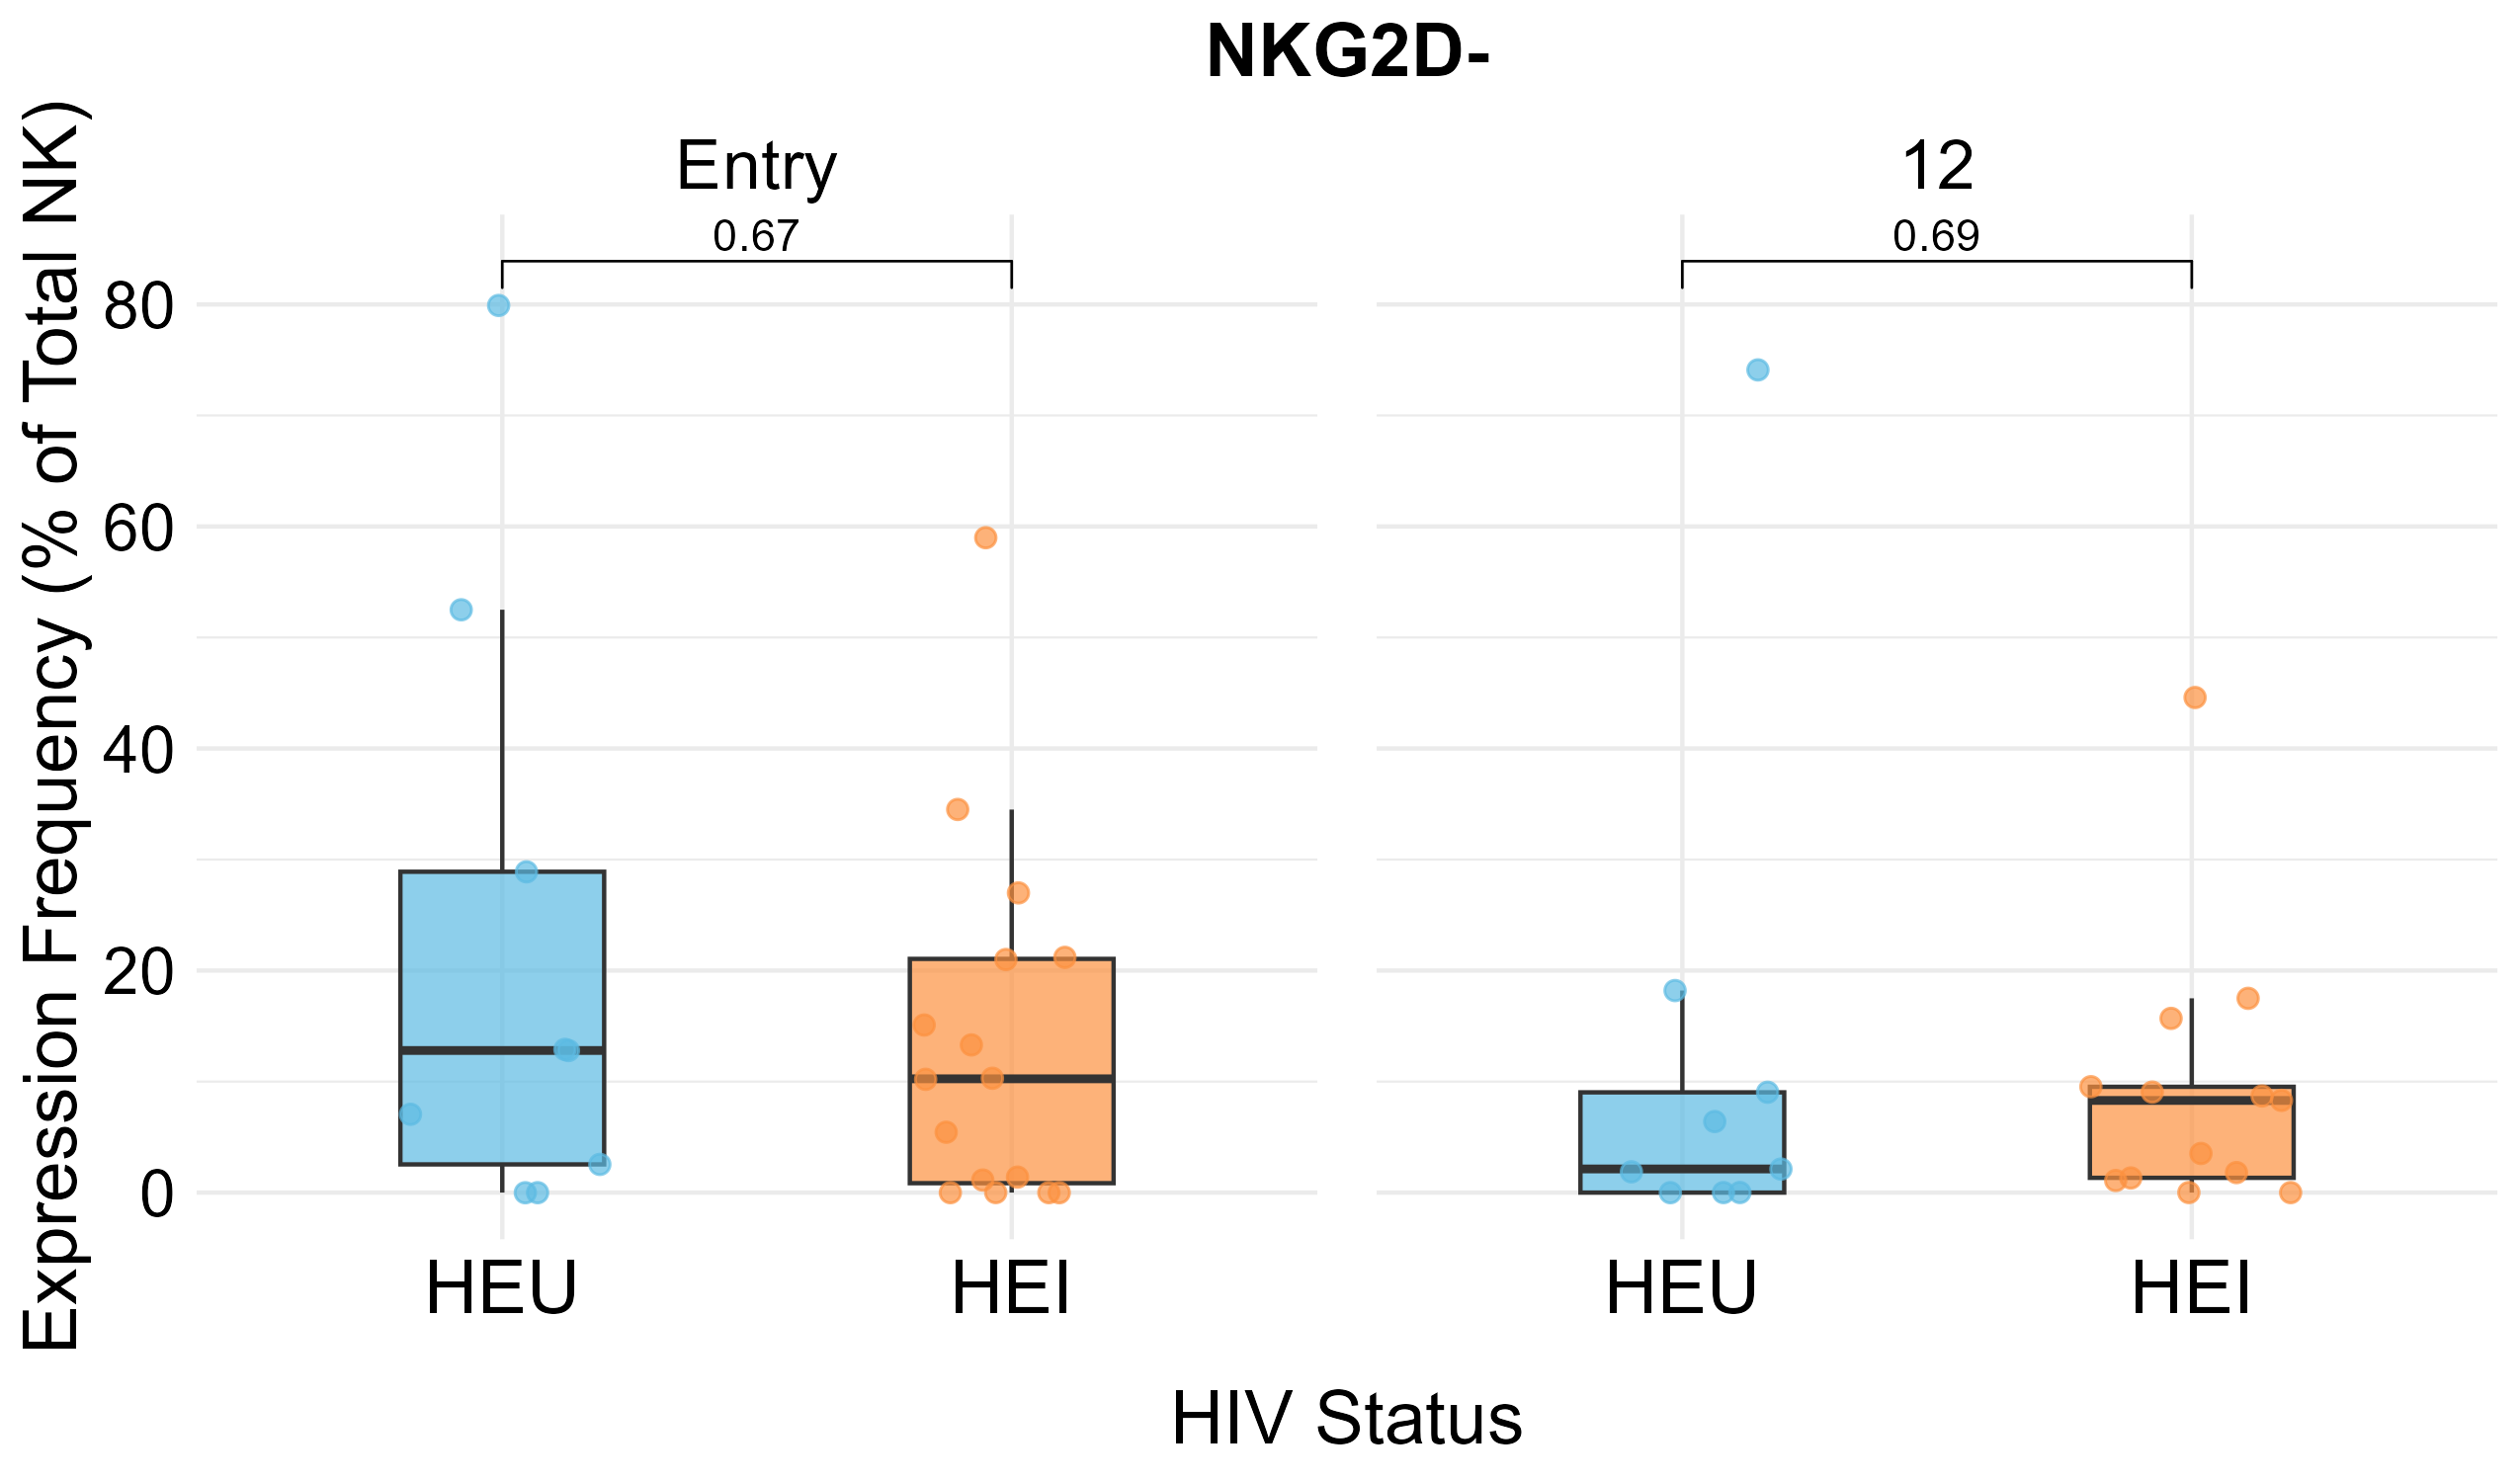 NKG2D-
Entry
12
0.67
0.69
Expression Frequency (% of Total NK)
80
60
40
20
0
HEU
HEI
HEU
HEI
HIV Status